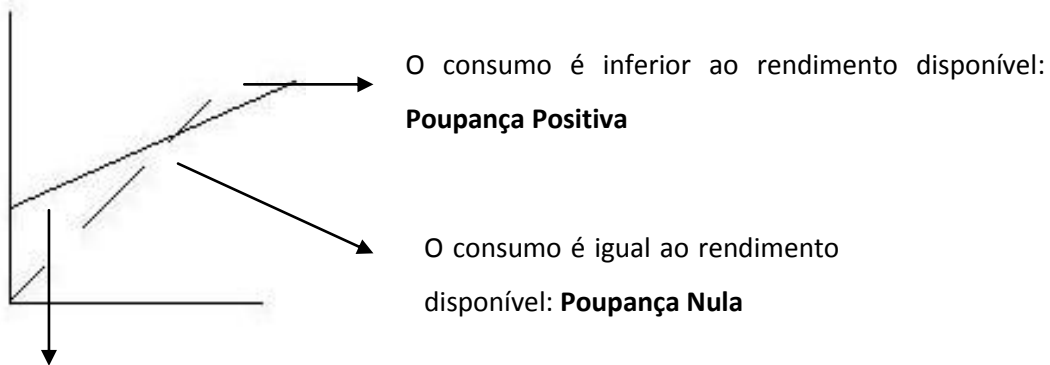 O consumo é inferior ao rendimento disponível:
Poupança Positiva
O consumo é igual ao rendimento
disponível: Poupança Nula